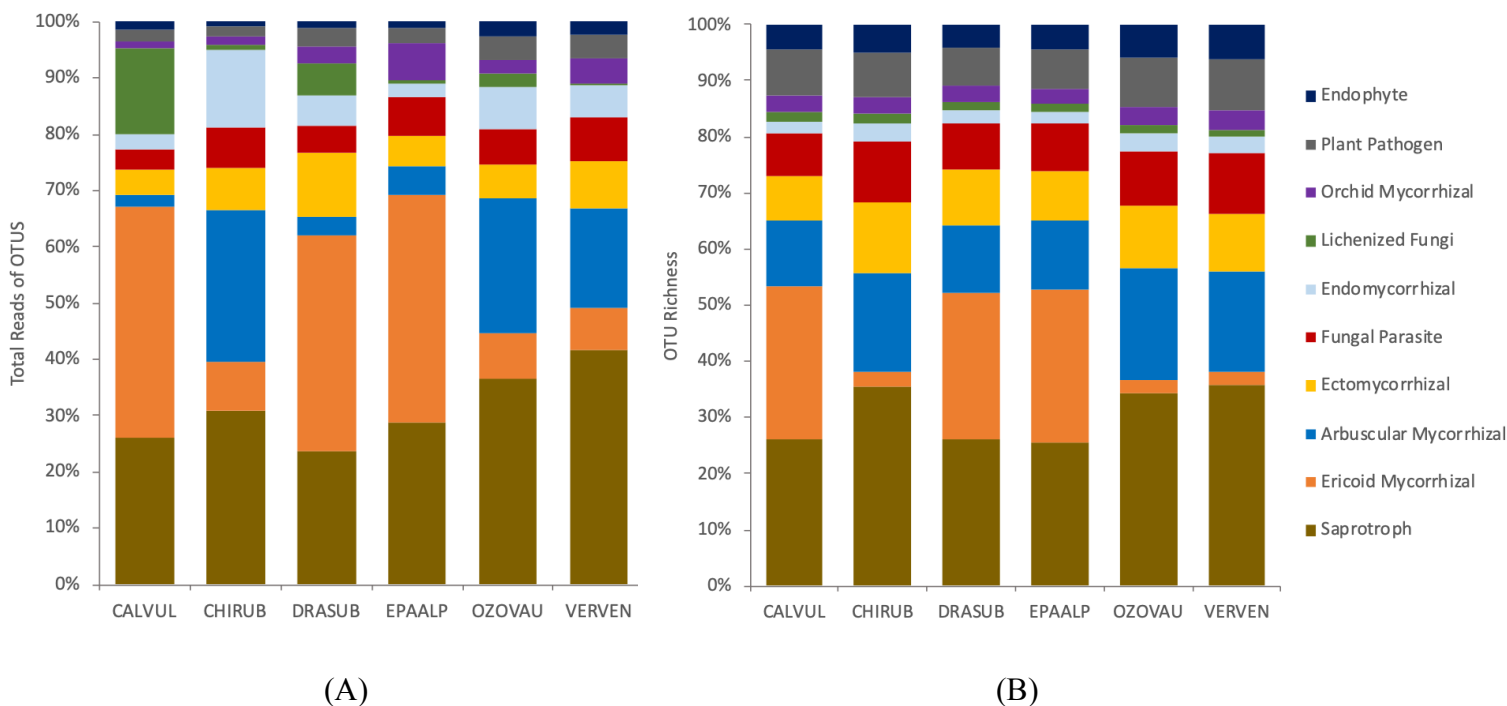 100%
90%
80%
70%
60%
50%
40%
30%
20%
10%
0%
Total Reads of OTUS
CALVUL CHIRUB DRASUB EPAALP OZOVAU VERVEN
(A)
100%
90%
80%
70%
60%
50%
40%
30%
20%
10%
0%
OTU Richness
CALVUL CHIRUB DRASUB EPAALP OZOVAU VERVEN
(B)
Endophyte
Plant Pathogen
Orchid Mycorrhizal
Lichenized Fungi
Endomycorrhizal
Fungal Parasite
Ectomycorrhizal
Arbuscular Mycorrhizal
Ericoid Mycorrhizal
Saprotroph